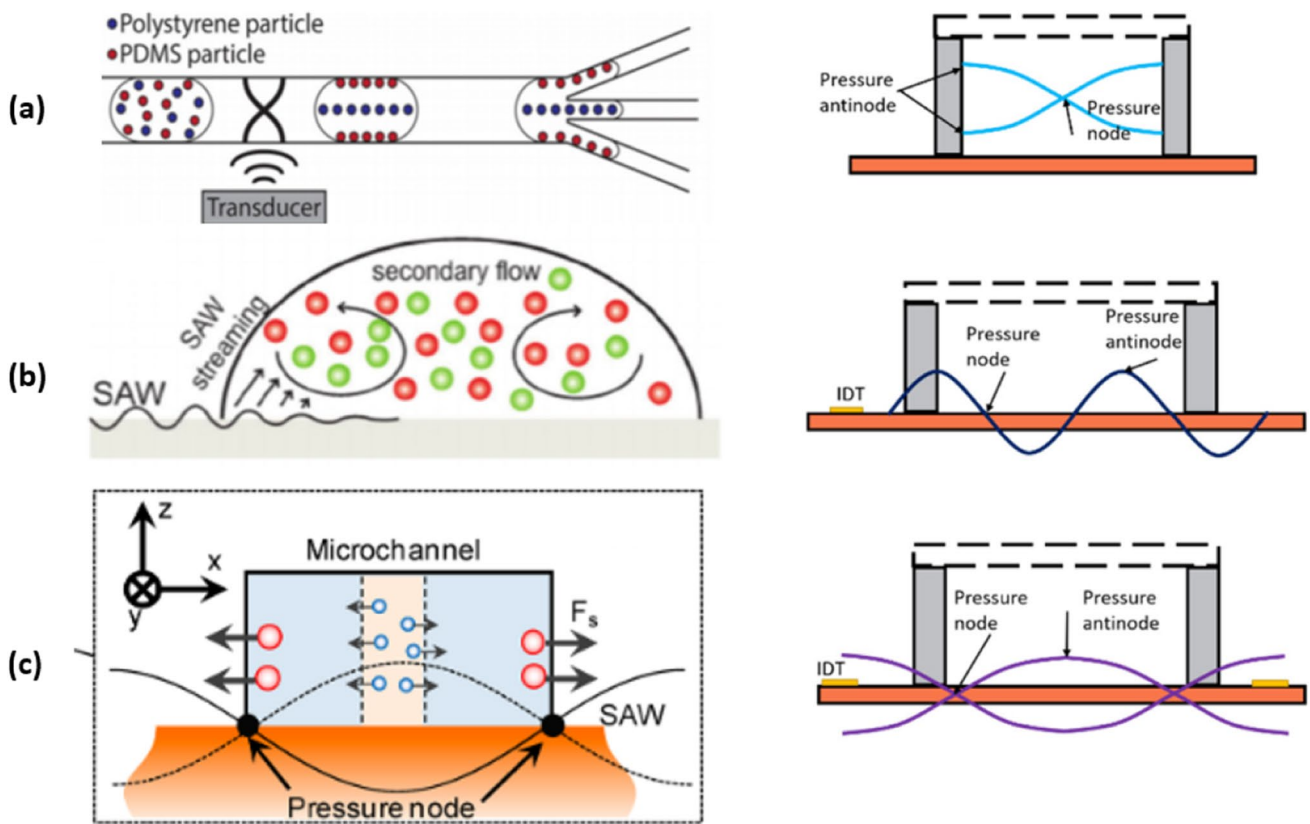 Polystyrene particle
PDMS particle
(a)
Transducer
Pressure
antinode
Pressure
node
(b)
secondary flow
SAW
streaming
SAW
Pressure
node
Pressure
antinode
IDT
(c)
z
x
y
Microchannel
Fs
SAW
Pressure node
Pressure
node
Pressure
antinode
IDT